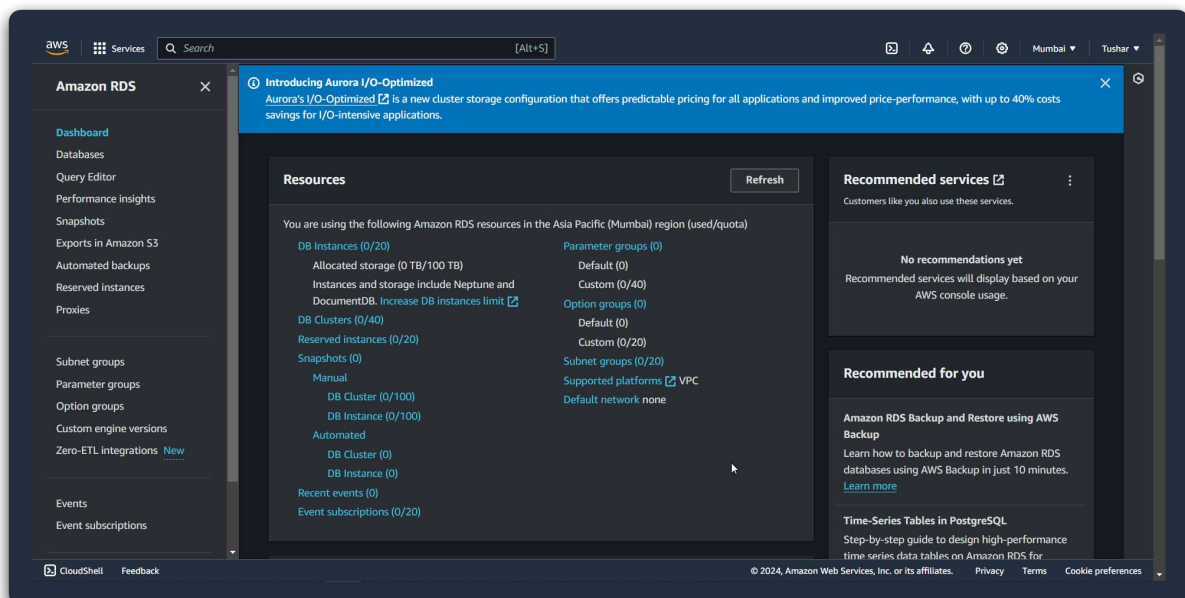 aws
Services
Search
[Alt+S]
Mumbai
Tushar
Amazon RDS
Dashboard
Databases
Query Editor
Performance insights
Snapshots
Exports in Amazon S3
Automated backups
Reserved instances
Proxies
Subnet groups
Parameter groups
Option groups
Custom engine versions
Zero-ETL integrations New
Events
Event subscriptions
Introducing Aurora I/O-Optimized
Aurora's I/O-Optimized is a new cluster storage configuration that offers predictable pricing for all applications and improved price-performance, with up to 40% costs
savings for I/O-intensive applications.
Resources
Refresh
You are using the following Amazon RDS resources in the Asia Pacific (Mumbai) region (used/quota)
DB Instances (0/20)
Allocated storage (0 TB/100 TB)
Instances and storage include Neptune and
DocumentDB. Increase DB instances limit
DB Clusters (0/40)
Reserved instances (0/20)
Snapshots (0)
Manual
DB Cluster (0/100)
DB Instance (0/100)
Automated
DB Cluster (0)
DB Instance (0)
Recent events (0)
Event subscriptions (0/20)
Parameter groups (0)
Default (0)
Custom (0/40)
Option groups (0)
Default (0)
Custom (0/20)
Subnet groups (0/20)
Supported platforms VPC
Default network none
Recommended services
Customers like you also use these services.
No recommendations yet
Recommended services will display based on your
AWS console usage.
Recommended for you
Amazon RDS Backup and Restore using AWS
Backup
Learn how to backup and restore Amazon RDS
databases using AWS Backup in just 10 minutes.
Learn more
Time-Series Tables in PostgreSQL
Step-by-step guide to design high-performance
time series data tables on Amazon RDS for
CloudShell
Feedback
© 2024, Amazon Web Services, Inc. or its affiliates.
Privacy
Terms
Cookie preferences